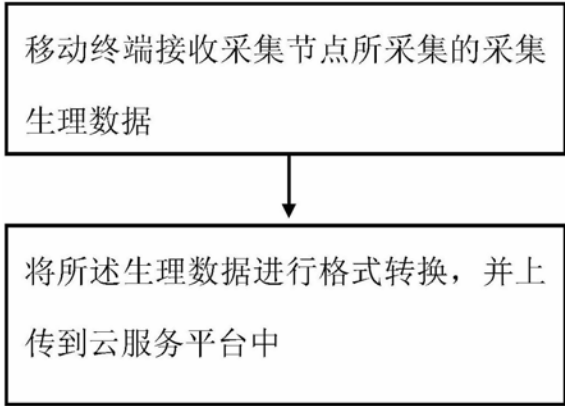 移动终端接收采集节点所采集的采集
生理数据
将所述生理数据进行格式转换，并上
传到云服务平台中